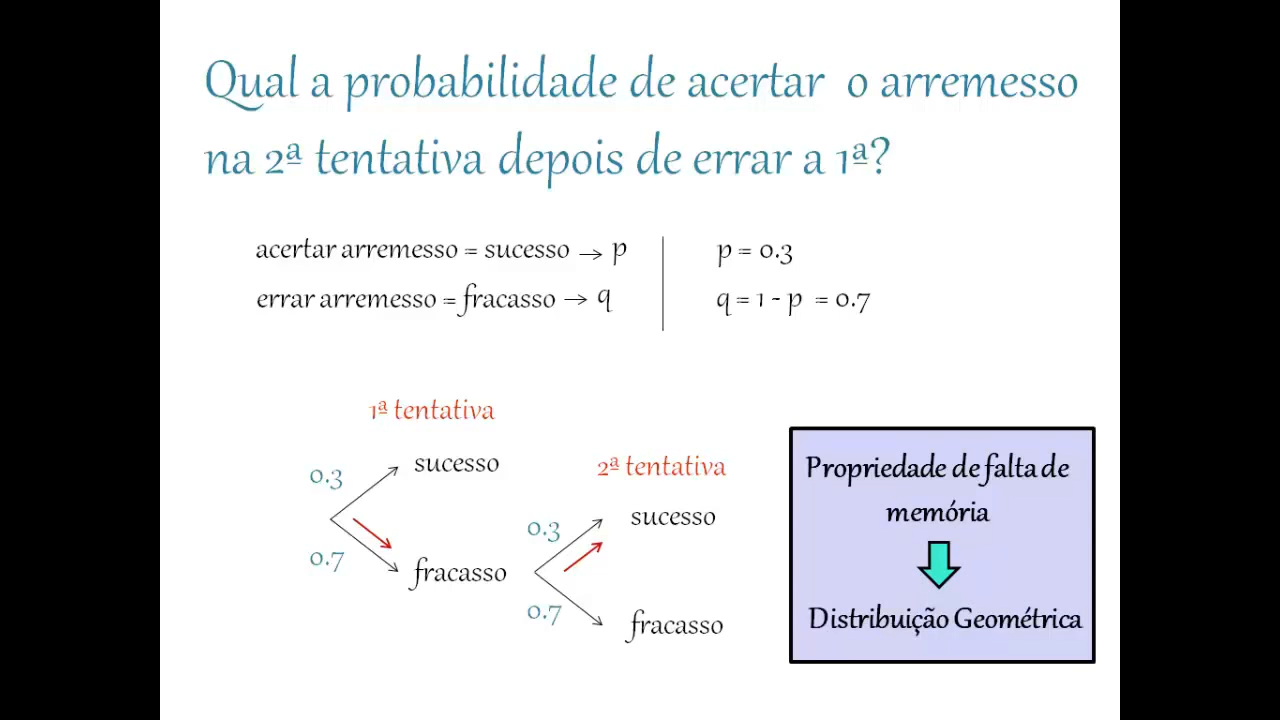 Qual a probabilidade de acertar o arremesso
na 2ª tentativa depois de errar a 1ª?
acertar arremesso = sucesso → p
errar arremesso = fracasso → q
p = 0.3
q = 1 - p = 0.7
1ª tentativa
0.3
sucesso
0.7
fracasso
2ª tentativa
0.3
sucesso
0.7
fracasso
Propriedade de falta de
memória
Distribuição Geométrica